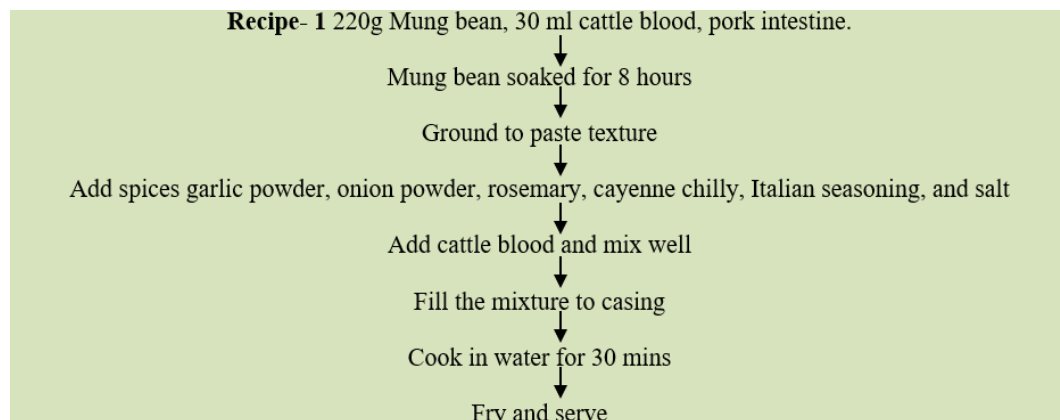 Recipe- 1 220g Mung bean, 30 ml cattle blood, pork intestine.
Mung bean soaked for 8 hours
Ground to paste texture
Add spices garlic powder, onion powder, rosemary, cayenne chilly, Italian seasoning, and salt
Add cattle blood and mix well
Fill the mixture to casing
Cook in water for 30 mins
Fry and serve